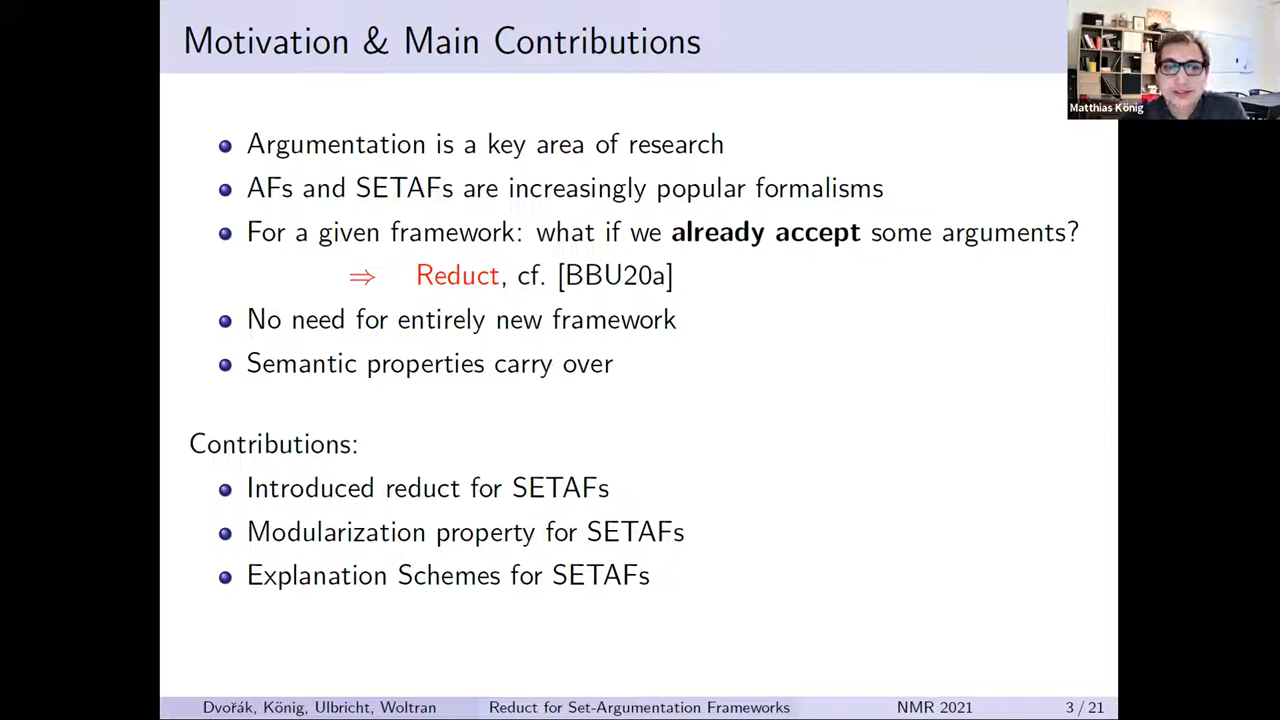 Motivation & Main Contributions
Matthias König
Argumentation is a key area of research
AFs and SETAFs are increasingly popular formalisms
For a given framework: what if we already accept some arguments?
⇒ Reduct, cf. [BBU20a]
No need for entirely new framework
Semantic properties carry over
Contributions:
Introduced reduct for SETAFs
Modularization property for SETAFs
Explanation Schemes for SETAFs
Dvořák, König, Ulbricht, Woltran Reduct for Set-Argumentation Frameworks NMR 2021 3 / 21